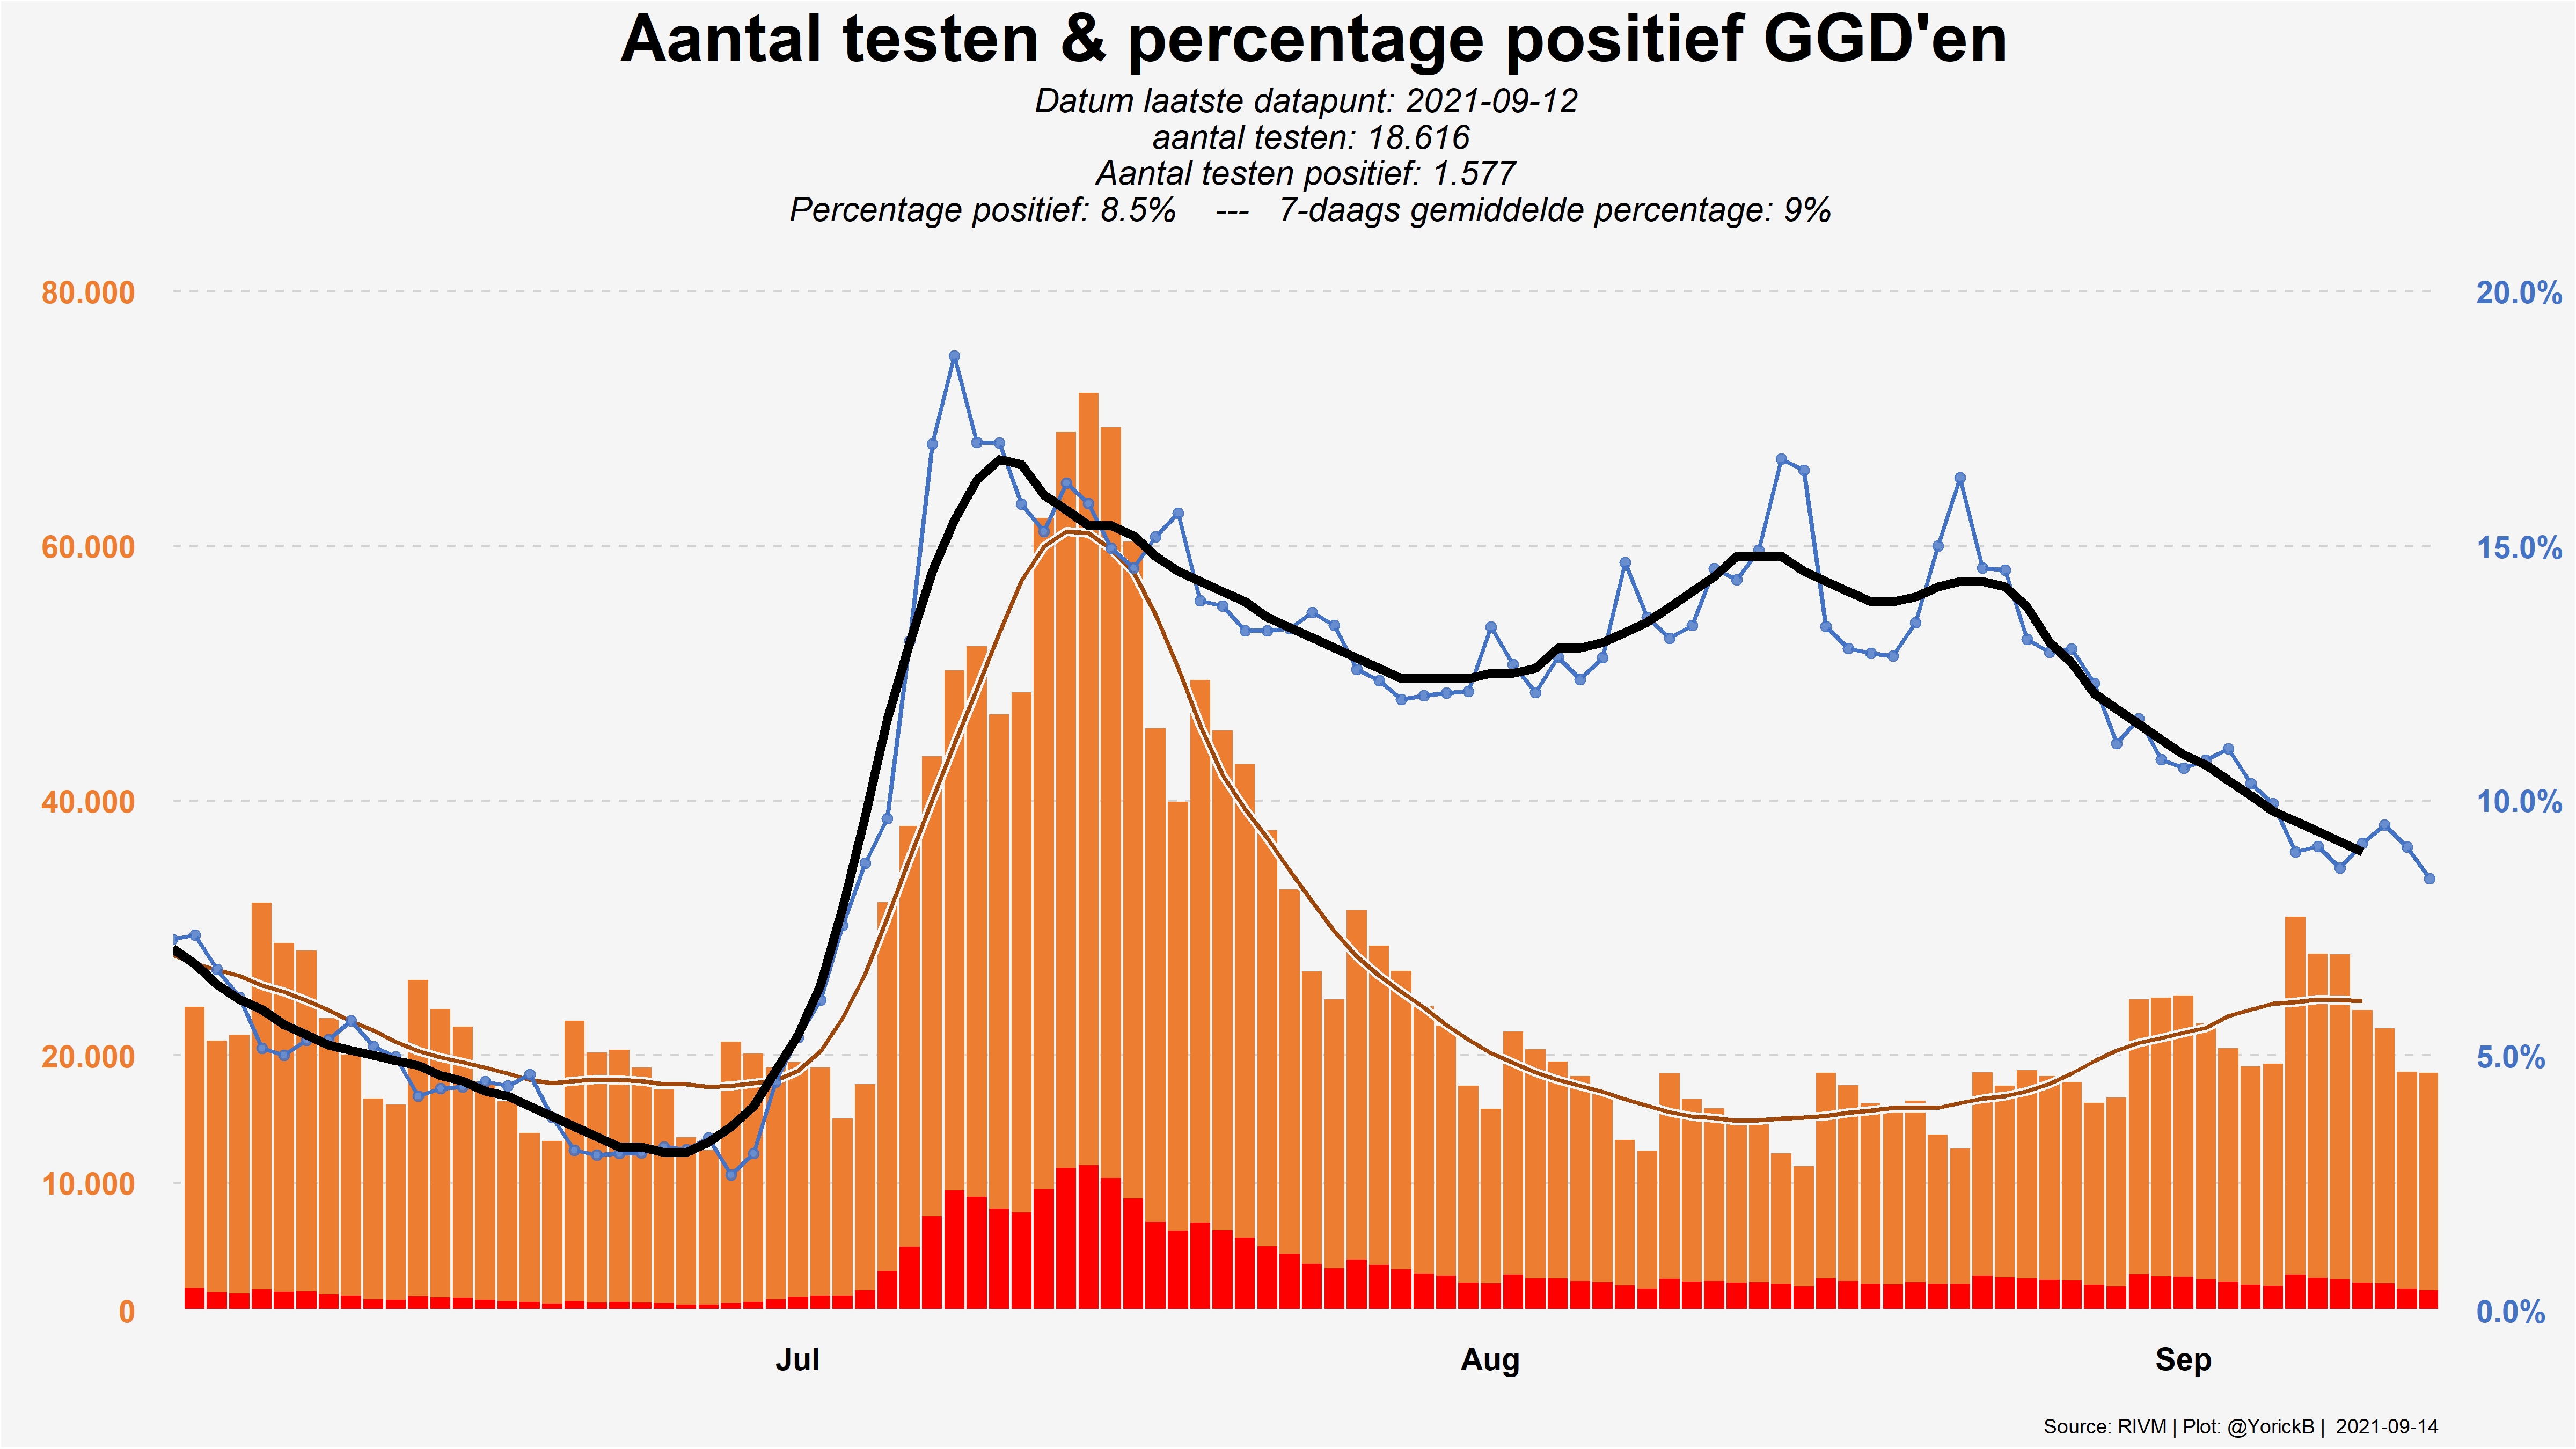 Aantal testen & percentage positief GGD'en
Datum laatste datapunt: 2021-09-12
aantal testen: 18.616
Aantal testen positief: 1.577
Percentage positief: 8.5% --- 7-daags gemiddelde percentage: 9%
80.000
20.0%
60.000
15.0%
40.000
10.0%
20.000
5.0%
10.000
0
0.0%
Jul
Aug
Sep
Source: RIVM | Plot: @YorickB | 2021-09-14